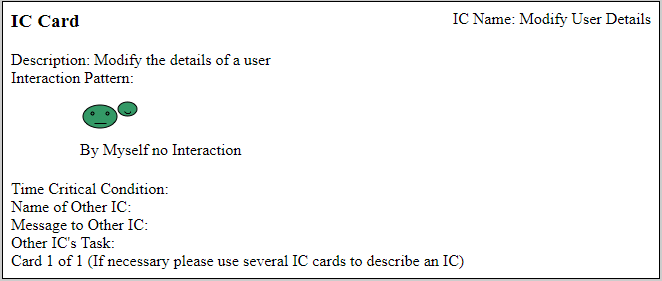 IC Card
IC Name: Modify User Details
Description: Modify the details of a user
Interaction Pattern:
By Myself no Interaction
Time Critical Condition:
Name of Other IC:
Message to Other IC:
Other IC's Task:
Card 1 of 1 (If necessary please use several IC cards to describe an IC)